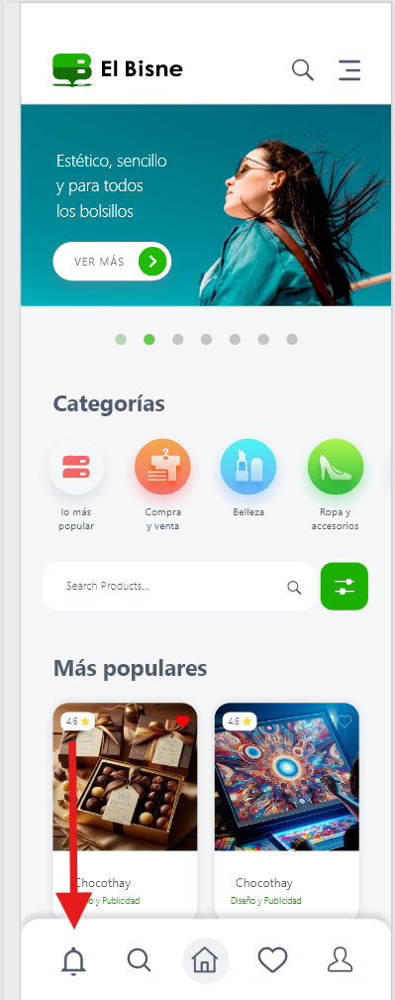 El Bisne
Estético, sencillo
y para todos
los bolsillos
VER MÁS
Categorías
lo más
popular
Compra
y venta
Belleza
Ropa y
accesorios
Search Products...
Más populares
4.6
4.6
Chocothay
Chocothay
y Publicidad
Diseño y Publicidad